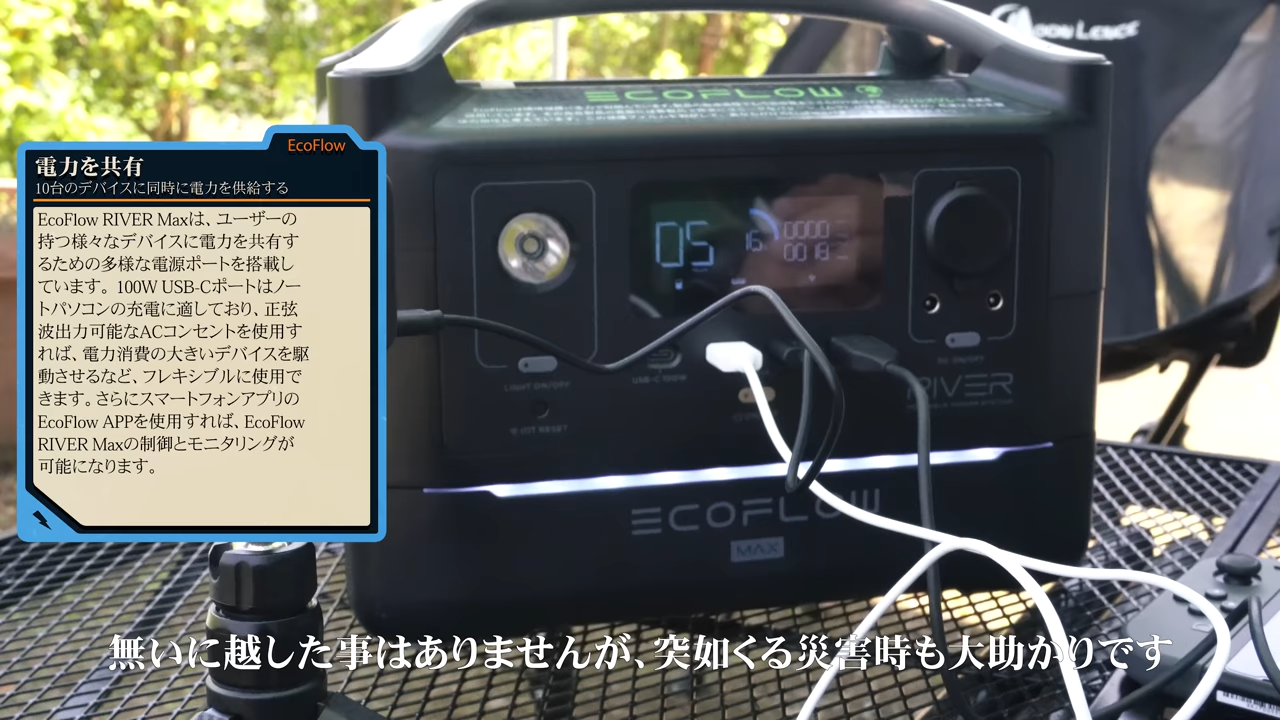 MOON LENCE
ECOFLOW
EcoFlow
電力を共有
10台のデバイスに同時に電力を供給する
EcoFlow RIVER Maxは、ユーザーの
持つ様々なデバイスに電力を共有す
るための多様な電源ポートを搭載し
ています。100W USB-Cポートはノー
トパソコンの充電に適しており、正弦
波出力可能なACコンセントを使用す
れば、電力消費の大きいデバイスを駆
動させるなど、フレキシブルに使用で
きます。さらにスマートフォンアプリの
EcoFlow APPを使用すれば、EcoFlow
RIVER Maxの制御とモニタリングが
可能になります。
05
16
0000
0018
LIGHT ON/OFF
USB-C 100W
DC ON/OFF
RIVER
ECOFLOW
MAX
無いに越した事はありませんが、突如くる災害時も大助かりです